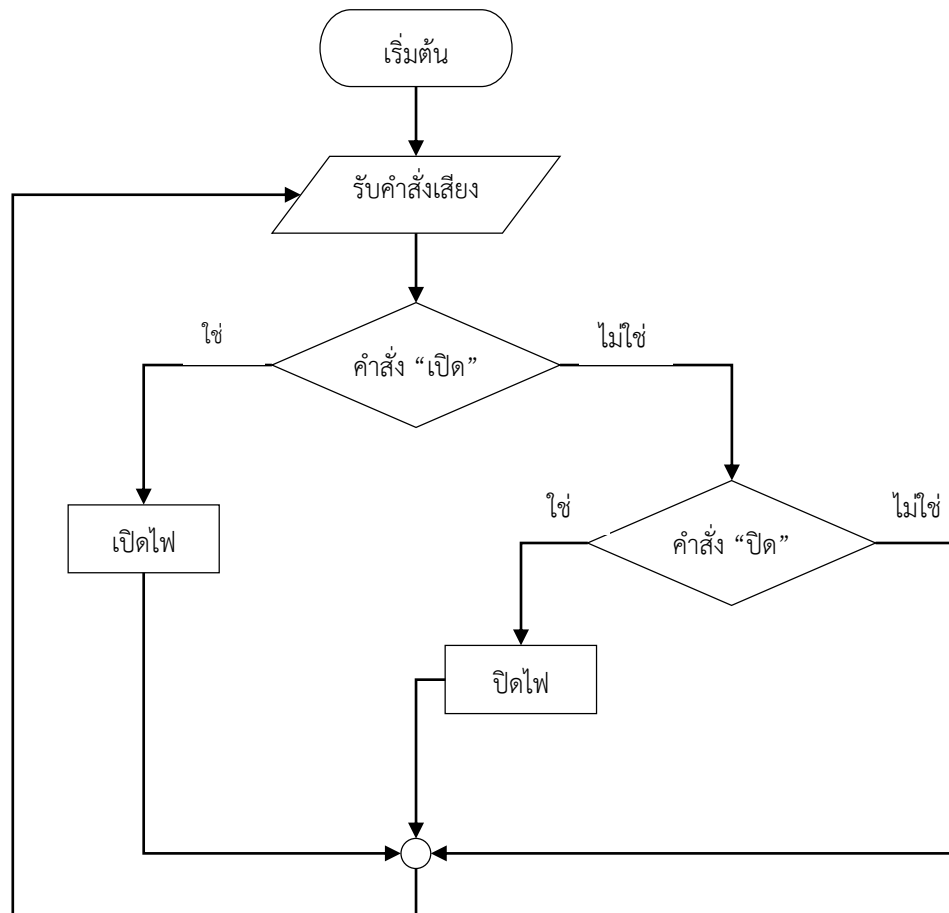 เริ่มต้น
รับคำสั่งเสียง
ใช่
ไม่ใช่
คำสั่ง “เปิด”
ใช่
ไม่ใช่
เปิดไฟ
คำสั่ง “ปิด”
ปิดไฟ